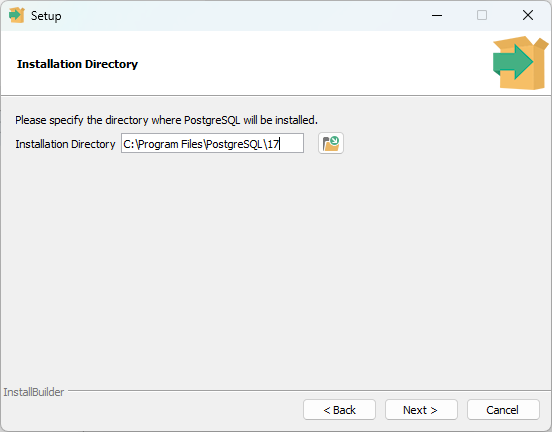 Setup
Installation Directory
Please specify the directory where PostgreSQL will be installed.
Installation Directory C:\Program Files\PostgreSQL\17
InstallBuilder
< Back Next > Cancel